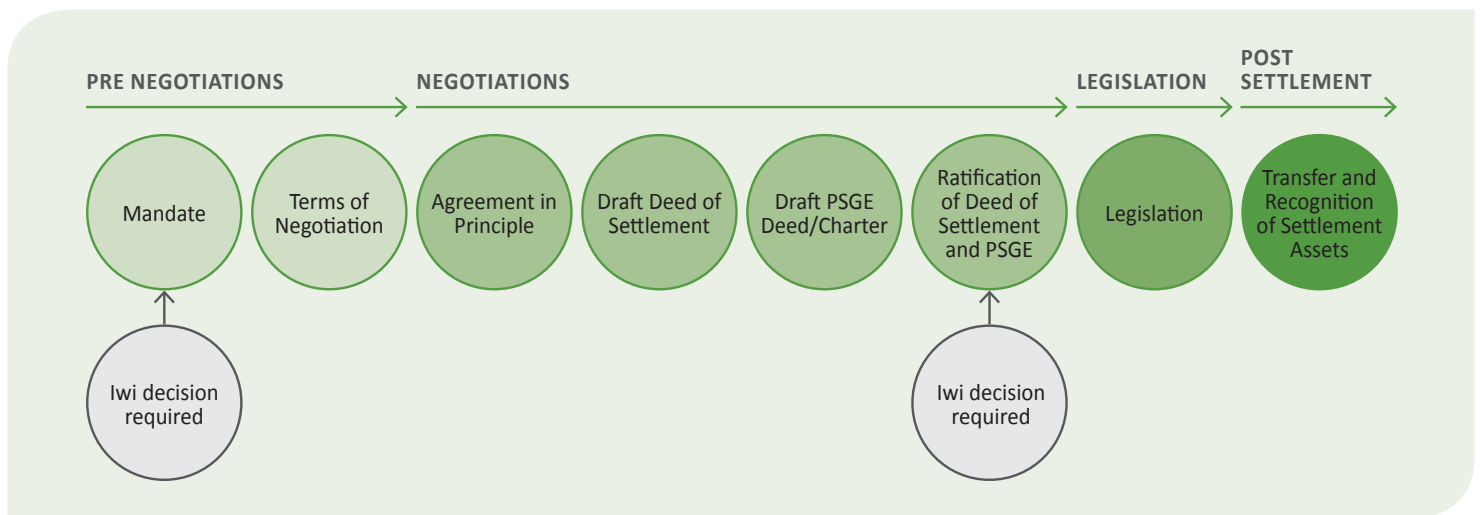 PRE NEGOTIATIONS
NEGOTIATIONS
LEGISLATION
POST
SETTLEMENT
Mandate
Terms of
Negotiation
Agreement in
Principle
Draft Deed of
Settlement
Draft PSGE
Deed/Charter
Ratification
of Deed of
Settlement
and PSGE
Legislation
Transfer and
Recognition
of Settlement
Assets
Iwi decision
required
Iwi decision
required